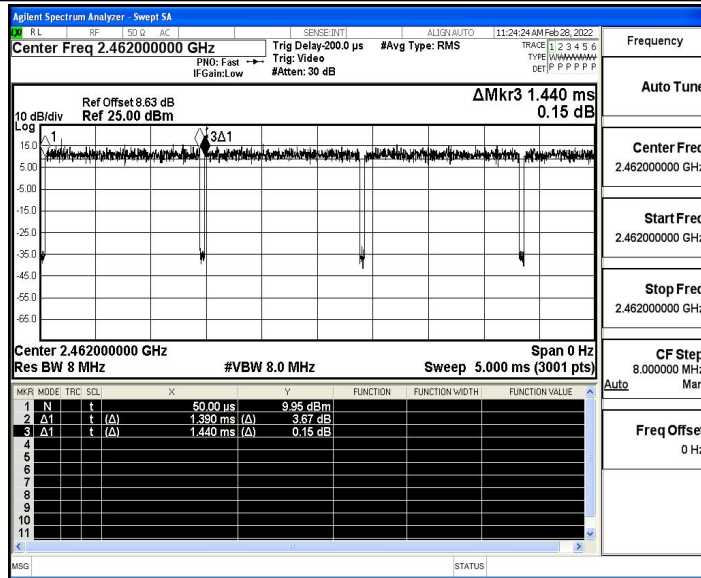 Agilent Spectrum Analyzer - Swept SA
RL RF 50 Ω AC SENSE:INT ALIGN AUTO 11:24:24 AM Feb 28, 2022
Center Freq 2.462000000 GHz
PNO: Fast
IFGain:Low
Trig Delay-200.0 µs
Trig: Video
#Atten: 30 dB
#Avg Type: RMS
TRACE 1 2 3 4 5 6
TYPE WWWWWW
DET P P P P P P
10 dB/div
Log
Ref Offset 8.63 dB
Ref 25.00 dBm
ΔMkr3 1.440 ms
0.15 dB
1
3Δ1
15.0
5.00
-5.00
-15.0
-25.0
-35.0
-45.0
-55.0
-65.0
Center 2.462000000 GHz Span 0 Hz
Res BW 8 MHz #VBW 8.0 MHz Sweep 5.000 ms (3001 pts)
MKR MODE TRC SCL X Y FUNCTION FUNCTION WIDTH FUNCTION VALUE
1 N t 50.00 µs 9.95 dBm
2 Δ1 t (Δ) 1.390 ms (Δ) 3.67 dB
3 Δ1 t (Δ) 1.440 ms (Δ) 0.15 dB
4
5
6
7
8
9
10
11
MSG STATUS
Frequency
Auto Tune
Center Freq
2.462000000 GHz
Start Freq
2.462000000 GHz
Stop Freq
2.462000000 GHz
CF Step
8.000000 MHz
Auto Man
Freq Offset
0 Hz